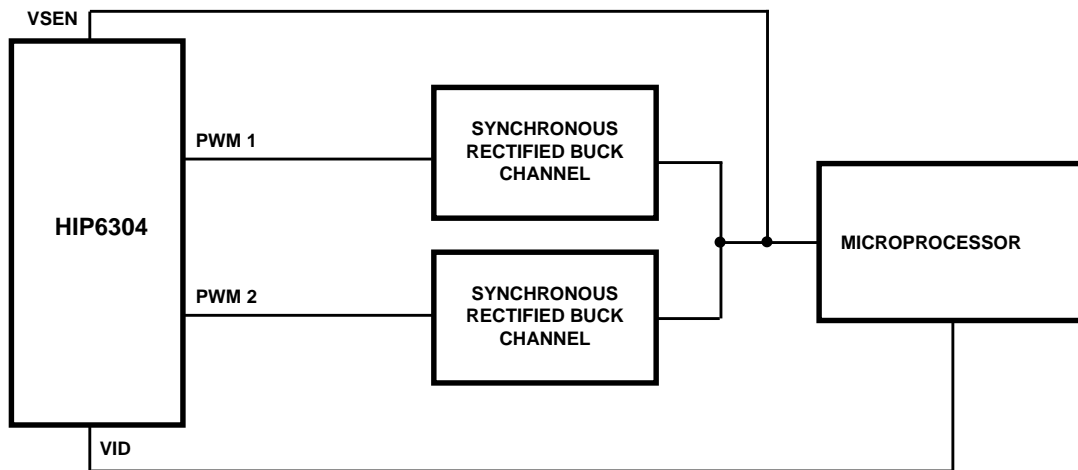 VSEN
HIP6304
PWM 1
SYNCHRONOUS
RECTIFIED BUCK
CHANNEL
PWM 2
SYNCHRONOUS
RECTIFIED BUCK
CHANNEL
MICROPROCESSOR
VID